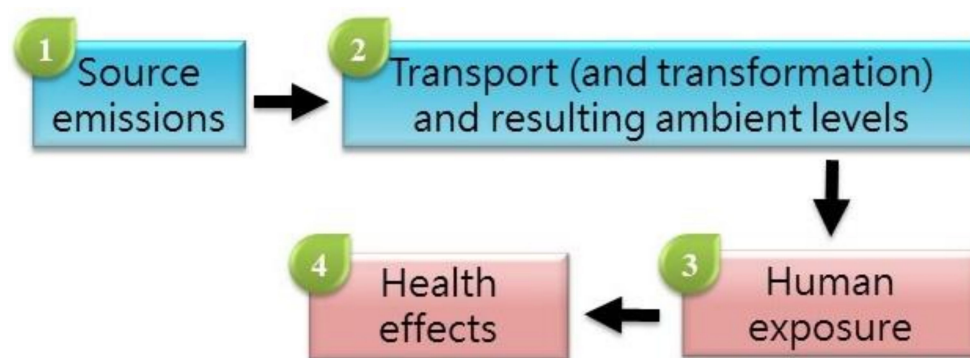 1
Source
emissions
2
Transport (and transformation)
and resulting ambient levels
3
Human
exposure
4
Health
effects